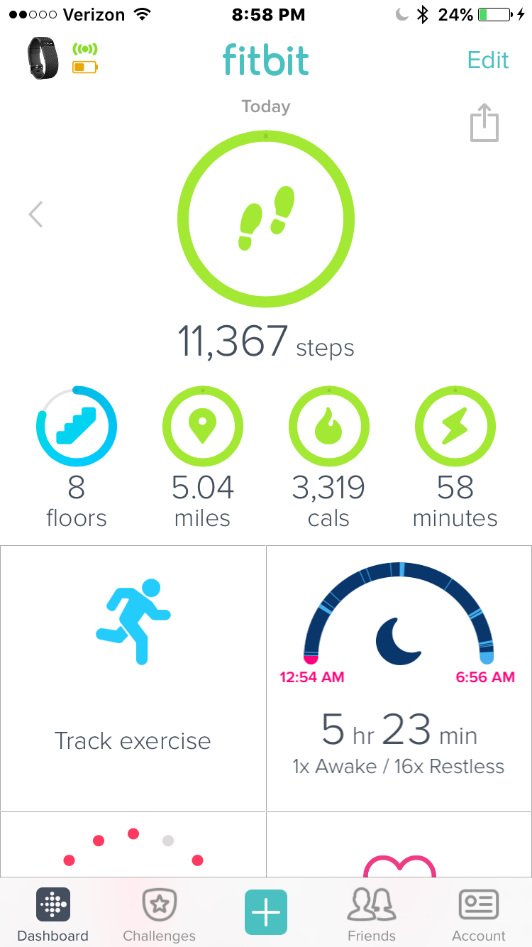 Verizon 8:58 PM 24%
fitbit Edit
Today
11,367 steps
8 5.04 3,319 58
floors miles cals minutes
12:54 AM 6:56 AM
5 hr 23 min
Track exercise
1x Awake / 16x Restless
Dashboard Challenges Friends Account